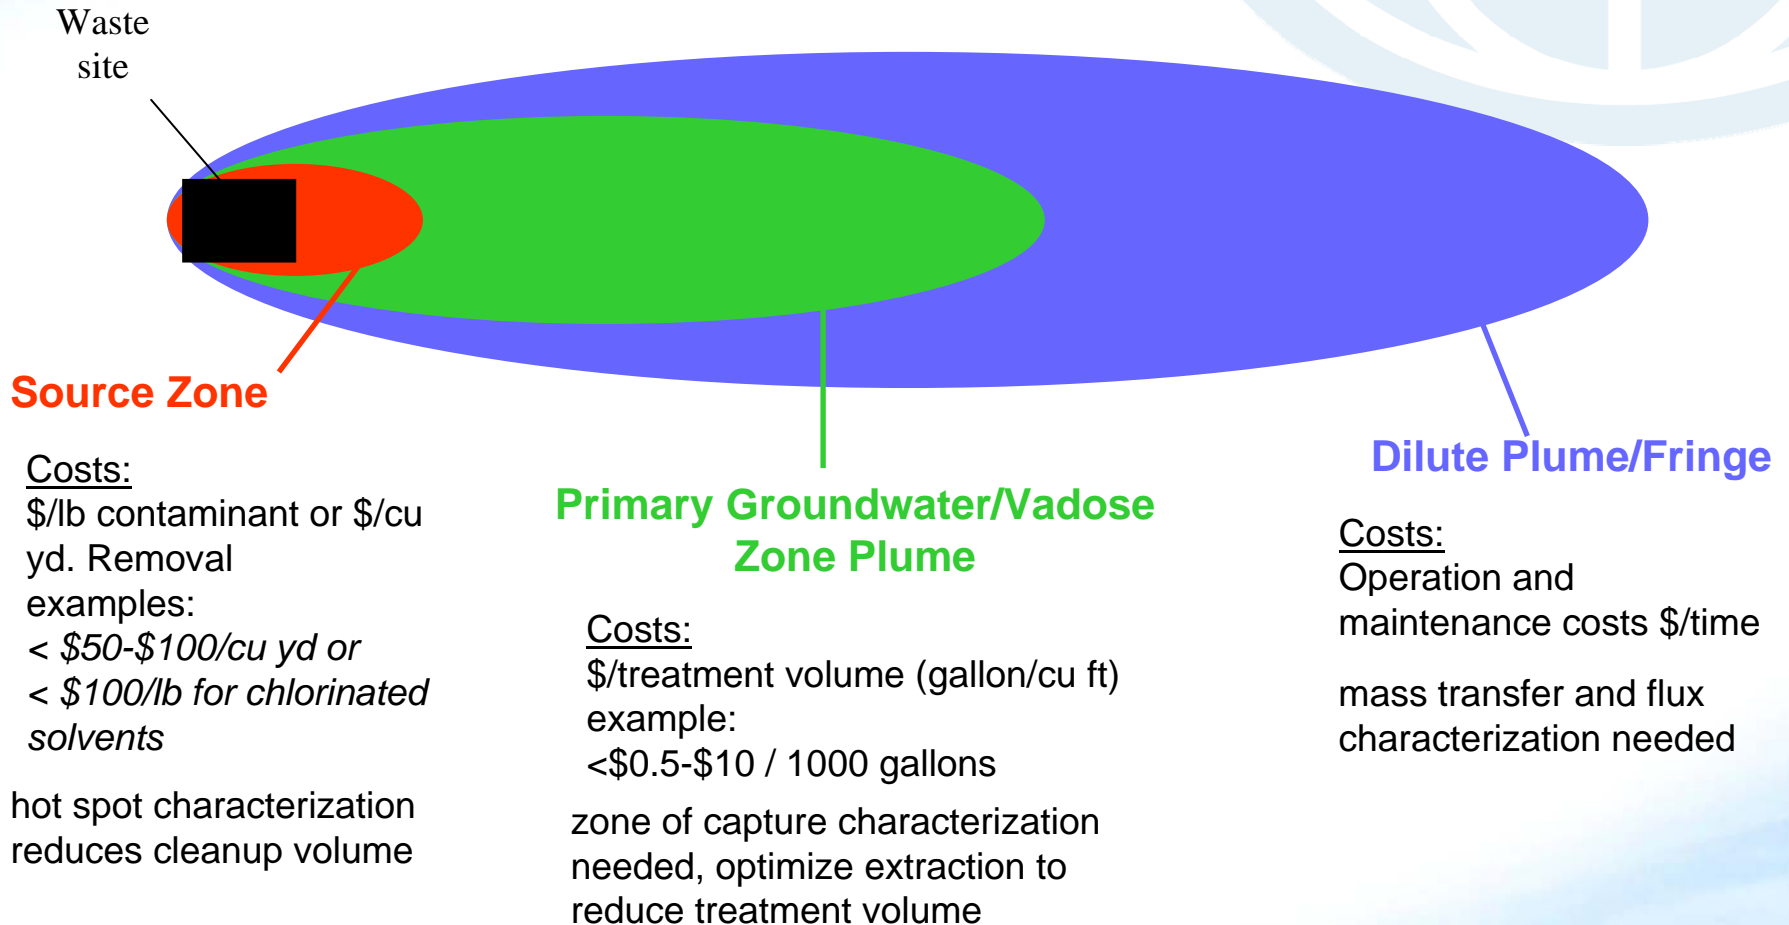 Waste
site
Source Zone
Costs:
$/lb contaminant or $/cu
yd. Removal
examples:
< $50-$100/cu yd or
< $100/lb for chlorinated
solvents
hot spot characterization
reduces cleanup volume
Primary Groundwater/Vadose
Zone Plume
Costs:
$/treatment volume (gallon/cu ft)
example:
<$0.5-$10 / 1000 gallons
zone of capture characterization
needed, optimize extraction to
reduce treatment volume
Dilute Plume/Fringe
Costs:
Operation and
maintenance costs $/time
mass transfer and flux
characterization needed